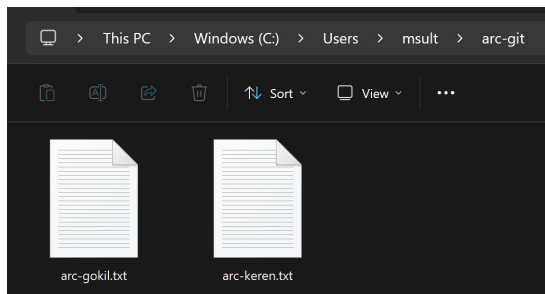 This PC > Windows (C:) > Users > msult > arc-git
Sort View
arc-gokil.txt arc-keren.txt